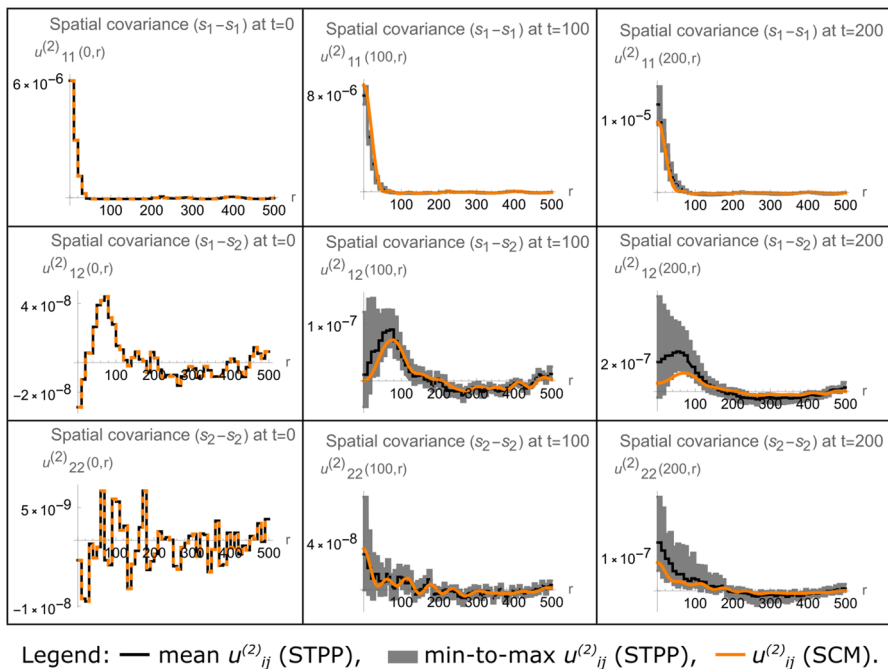 Spatial covariance (s₁−s₁) at t=0
u⁽²⁾₁₁(0,r)
6 × 10⁻⁶
r
100 200 300 400 500
Spatial covariance (s₁−s₁) at t=100
u⁽²⁾₁₁(100,r)
8 × 10⁻⁶
r
100 200 300 400 500
Spatial covariance (s₁−s₁) at t=200
u⁽²⁾₁₁(200,r)
1 × 10⁻⁵
r
100 200 300 400 500
Spatial covariance (s₁−s₂) at t=0
u⁽²⁾₁₂(0,r)
4 × 10⁻⁸
r
100 200 300 400 500
−2 × 10⁻⁸
Spatial covariance (s₁−s₂) at t=100
u⁽²⁾₁₂(100,r)
1 × 10⁻⁷
r
100 200 300 400 500
Spatial covariance (s₁−s₂) at t=200
u⁽²⁾₁₂(200,r)
2 × 10⁻⁷
r
100 200 300 400 500
Spatial covariance (s₂−s₂) at t=0
u⁽²⁾₂₂(0,r)
5 × 10⁻⁹
r
100 200 300 400 500
−1 × 10⁻⁸
Spatial covariance (s₂−s₂) at t=100
u⁽²⁾₂₂(100,r)
4 × 10⁻⁸
r
100 200 300 400 500
Spatial covariance (s₂−s₂) at t=200
u⁽²⁾₂₂(200,r)
1 × 10⁻⁷
r
100 200 300 400 500
Legend: mean u⁽²⁾ᵢⱼ (STPP), min-to-max u⁽²⁾ᵢⱼ (STPP), u⁽²⁾ᵢⱼ (SCM).